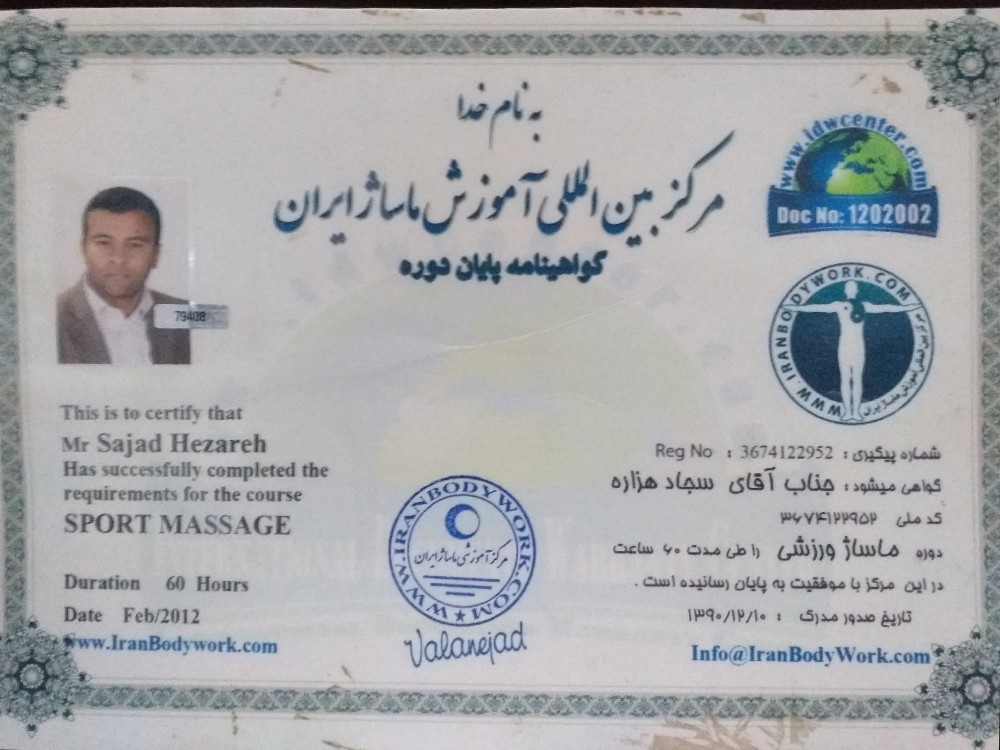 به نام خدا
مرکز بین المللی آموزش ماساژ ایران
گواهینامه پایان دوره
www.idwcenter.com
Doc No: 1202002
WWW.IRANBODYWORK.COM
79408
This is to certify that
Mr Sajad Hezareh
Has successfully completed the
requirements for the course
SPORT MASSAGE
Duration 60 Hours
Date Feb/2012
www.IranBodywork.com
WWW.IRANBODYWORK.COM
مرکز آموزشی ماساژ ایران
Valanejad
شماره پیگیری : Reg No : 3674122952
گواهی میشود : جناب آقای سجاد هزاره
کد ملی ۳۶۷۴۱۲۲۹۵۲
دوره ماساژ ورزشی را طی مدت ۶۰ ساعت
در این مرکز با موفقیت به پایان رسانیده است .
تاریخ صدور مدرک : ۱۳۹۰/۱۲/۱۰
Info@IranBodyWork.com